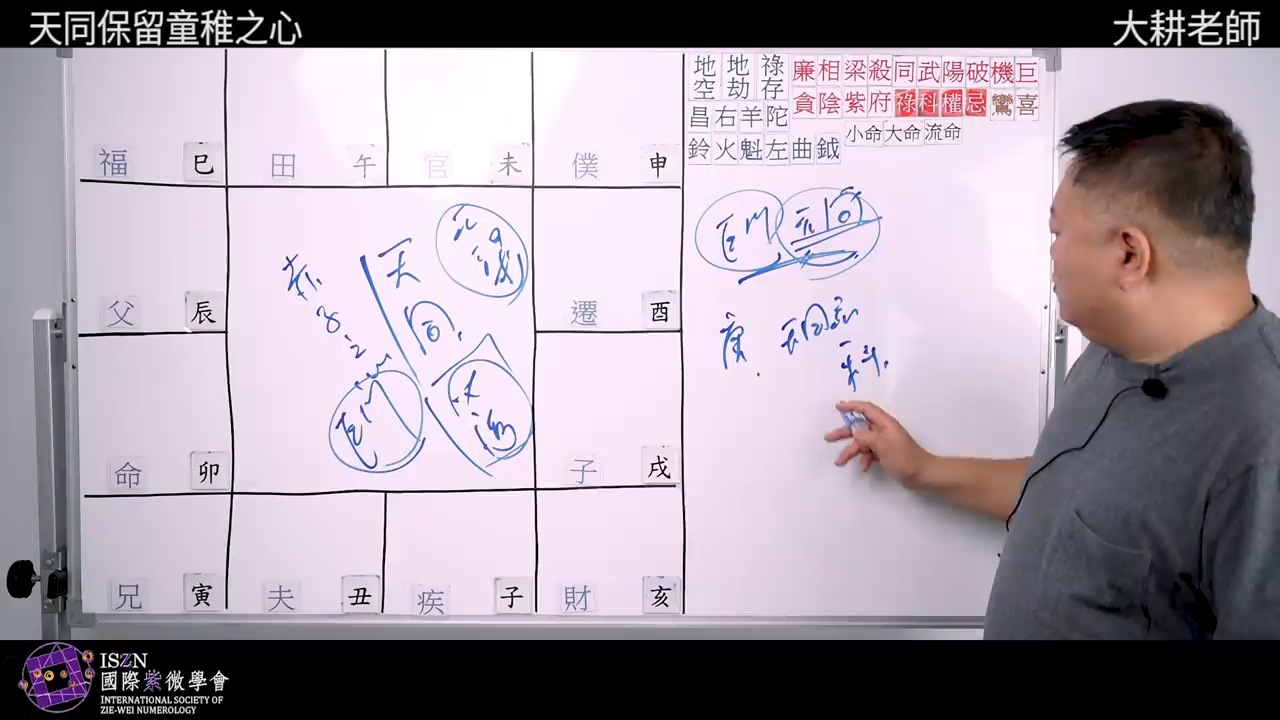 天同保留童稚之心
大耕老師
地 地 祿 廉相梁殺同武陽破機巨
空 劫 存 貪陰紫府祿科權忌鸞喜
昌右羊陀
小命大命流命
鈴火魁左曲鉞
福 巳 田 午 官 未 僕 申
父 辰 遷 酉
命 卯 子 戌
兄 寅 夫 丑 疾 子 財 亥
天
同
巨門
巨門 天同
庚 天同
科
ISZN
國際紫微學會
INTERNATIONAL SOCIETY OF
ZIE-WEI NUMEROLOGY